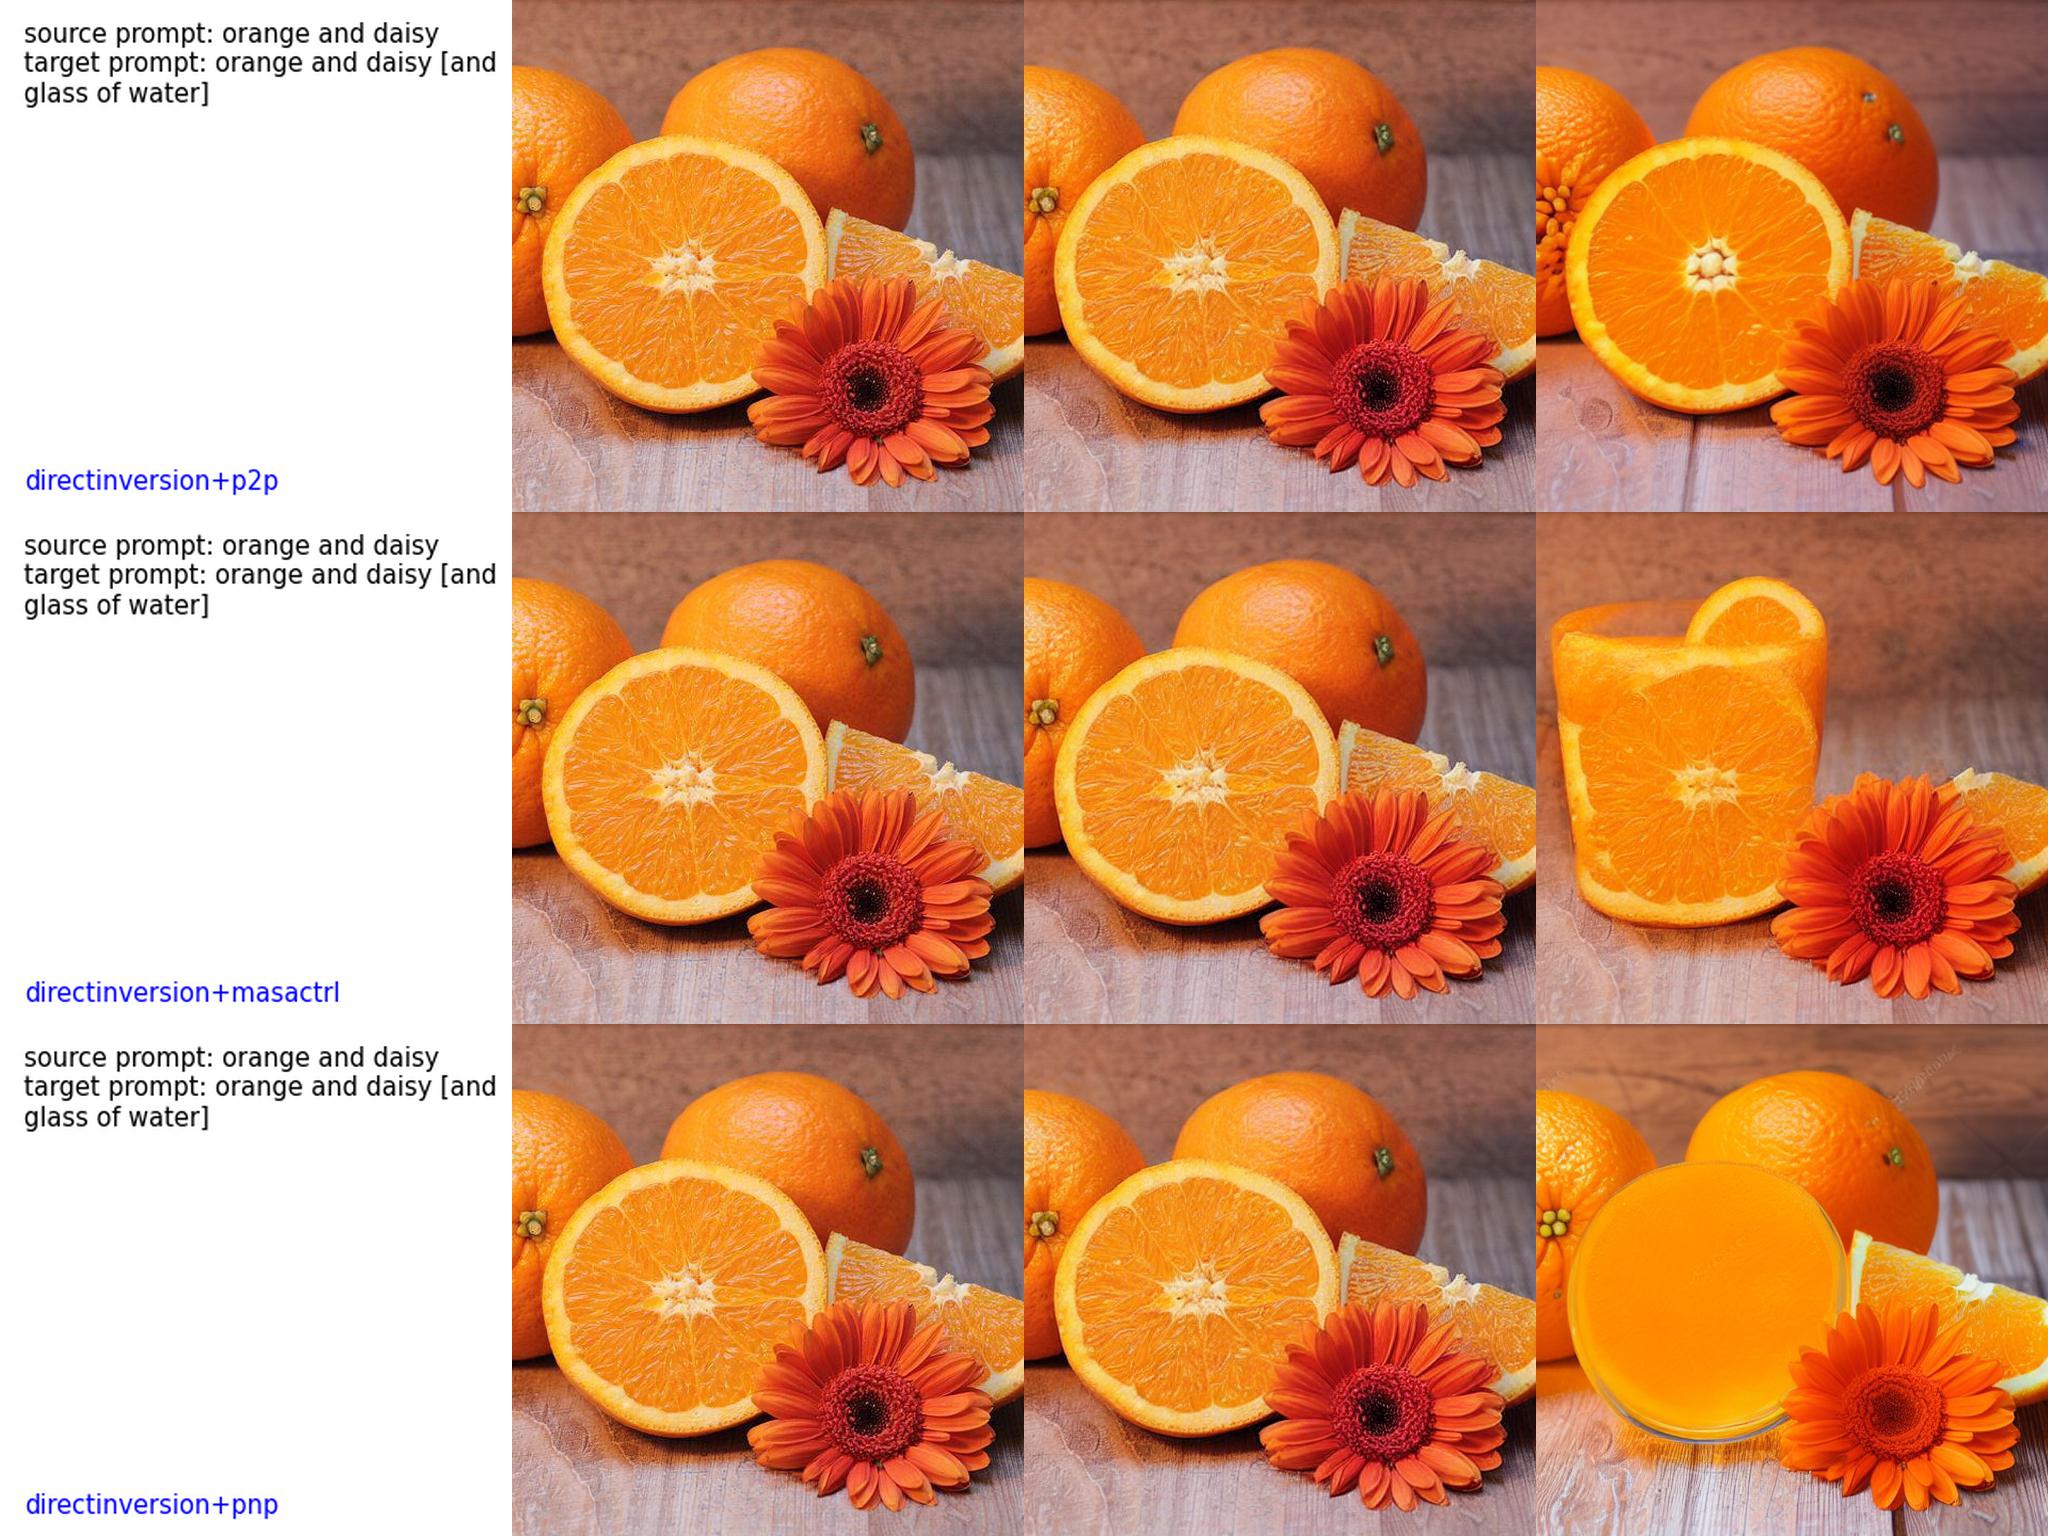 source prompt: orange and daisy
target prompt: orange and daisy [and
glass of water]
directinversion+p2p
source prompt: orange and daisy
target prompt: orange and daisy [and
glass of water]
directinversion+masactrl
source prompt: orange and daisy
target prompt: orange and daisy [and
glass of water]
directinversion+pnp